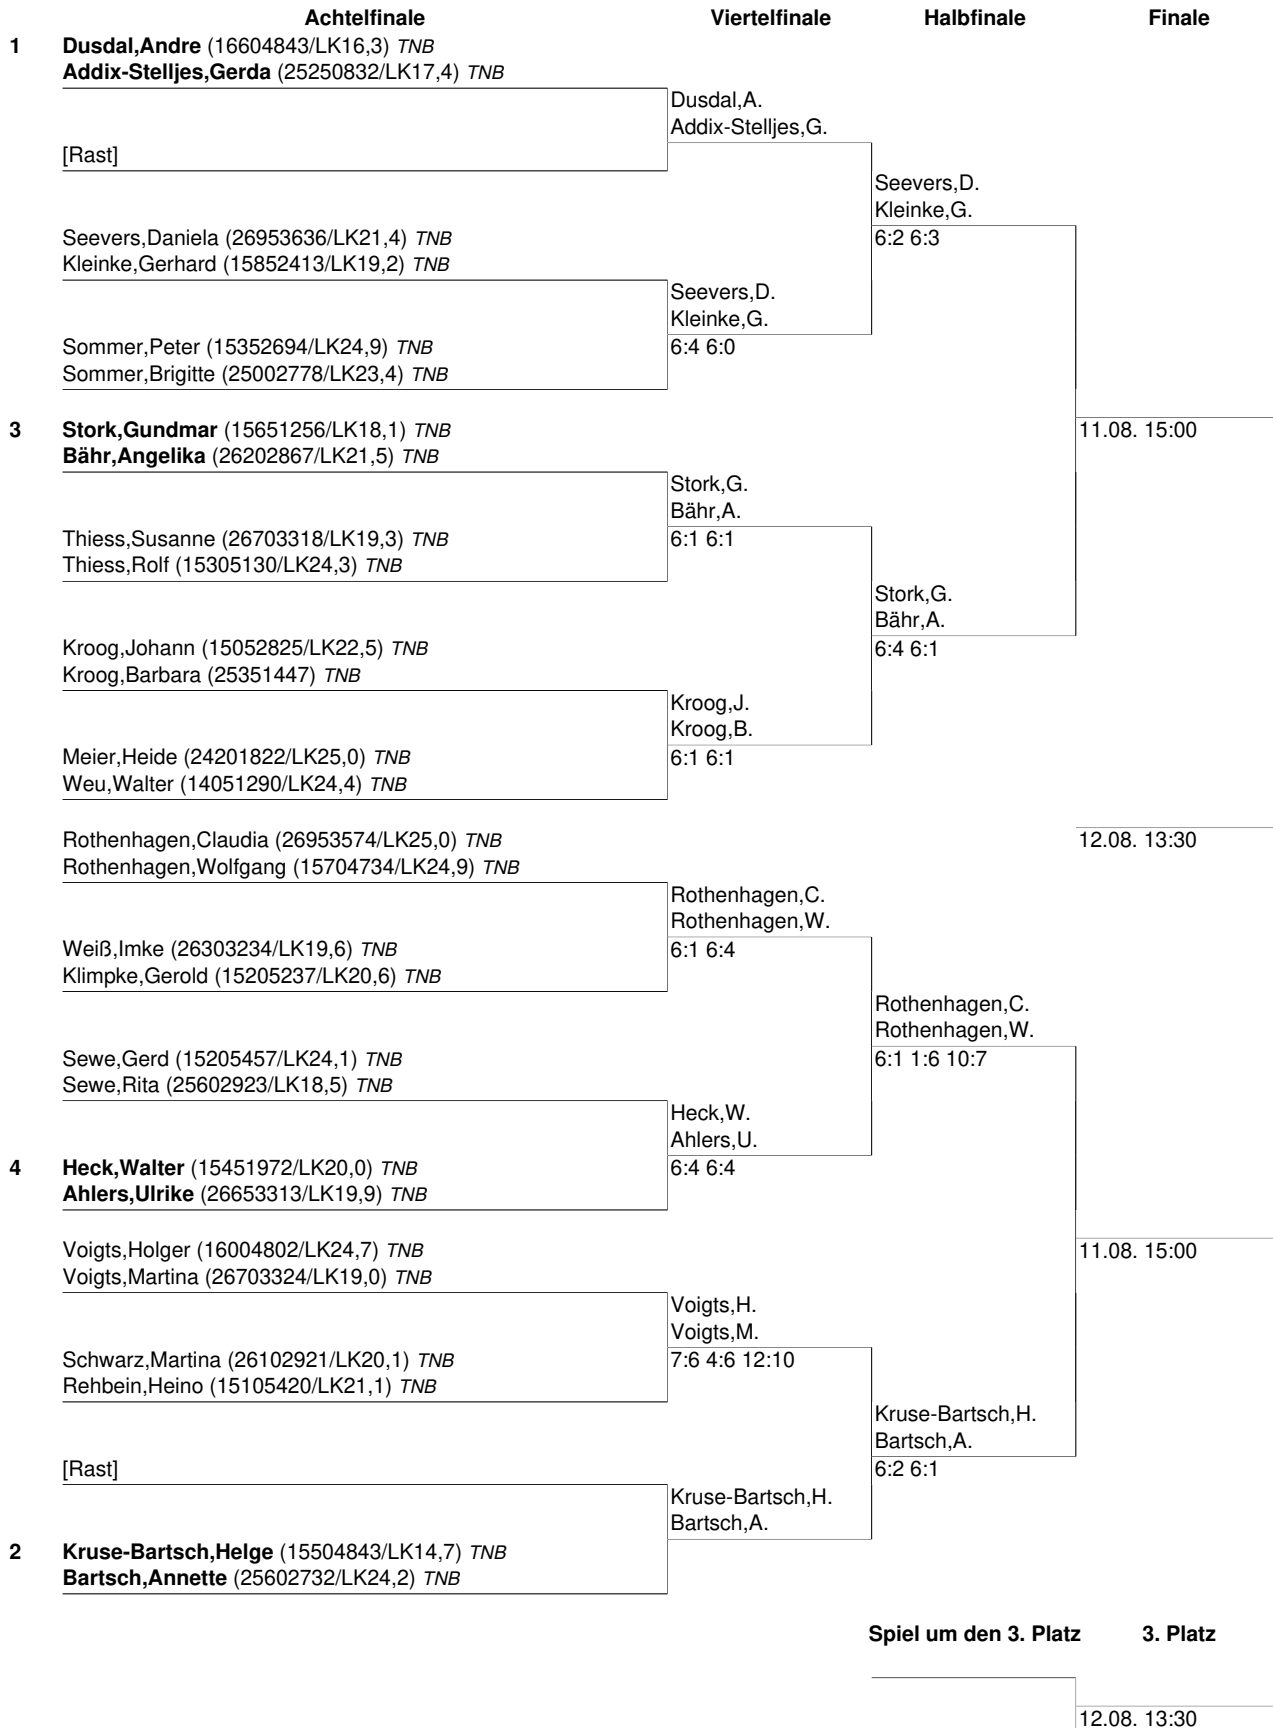 Achtelfinale Viertelfinale Halbfinale Finale
1 Dusdal,Andre (16604843/LK16,3) TNB
Addix-Stelljes,Gerda (25250832/LK17,4) TNB
Dusdal,A.
Addix-Stelljes,G.
[Rast]
Seevers,D.
Kleinke,G.
Seevers,Daniela (26953636/LK21,4) TNB 6:2 6:3
Kleinke,Gerhard (15852413/LK19,2) TNB
Seevers,D.
Kleinke,G.
Sommer,Peter (15352694/LK24,9) TNB 6:4 6:0
Sommer,Brigitte (25002778/LK23,4) TNB
3 Stork,Gundmar (15651256/LK18,1) TNB 11.08. 15:00
Bähr,Angelika (26202867/LK21,5) TNB
Stork,G.
Bähr,A.
Thiess,Susanne (26703318/LK19,3) TNB 6:1 6:1
Thiess,Rolf (15305130/LK24,3) TNB
Stork,G.
Bähr,A.
Kroog,Johann (15052825/LK22,5) TNB 6:4 6:1
Kroog,Barbara (25351447) TNB
Kroog,J.
Kroog,B.
Meier,Heide (24201822/LK25,0) TNB 6:1 6:1
Weu,Walter (14051290/LK24,4) TNB
Rothenhagen,Claudia (26953574/LK25,0) TNB 12.08. 13:30
Rothenhagen,Wolfgang (15704734/LK24,9) TNB
Rothenhagen,C.
Rothenhagen,W.
Weiß,Imke (26303234/LK19,6) TNB 6:1 6:4
Klimpke,Gerold (15205237/LK20,6) TNB
Rothenhagen,C.
Rothenhagen,W.
Sewe,Gerd (15205457/LK24,1) TNB 6:1 1:6 10:7
Sewe,Rita (25602923/LK18,5) TNB
Heck,W.
Ahlers,U.
4 Heck,Walter (15451972/LK20,0) TNB 6:4 6:4
Ahlers,Ulrike (26653313/LK19,9) TNB
Voigts,Holger (16004802/LK24,7) TNB 11.08. 15:00
Voigts,Martina (26703324/LK19,0) TNB
Voigts,H.
Voigts,M.
Schwarz,Martina (26102921/LK20,1) TNB 7:6 4:6 12:10
Rehbein,Heino (15105420/LK21,1) TNB
Kruse-Bartsch,H.
Bartsch,A.
[Rast] 6:2 6:1
Kruse-Bartsch,H.
Bartsch,A.
2 Kruse-Bartsch,Helge (15504843/LK14,7) TNB
Bartsch,Annette (25602732/LK24,2) TNB
Spiel um den 3. Platz 3. Platz
12.08. 13:30